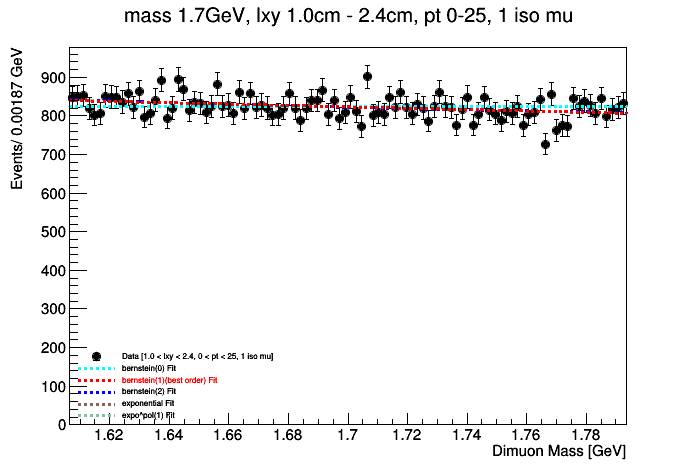 mass 1.7GeV, lxy 1.0cm - 2.4cm, pt 0-25, 1 iso mu
Events/ 0.00187 GeV
900
800
700
600
500
400
300
200
100
0
Data [1.0 < lxy < 2.4, 0 < pt < 25, 1 iso mu]
bernstein(0) Fit
bernstein(1)(best order) Fit
bernstein(2) Fit
exponential Fit
expo*pol(1) Fit
1.62 1.64 1.66 1.68 1.7 1.72 1.74 1.76 1.78
Dimuon Mass [GeV]